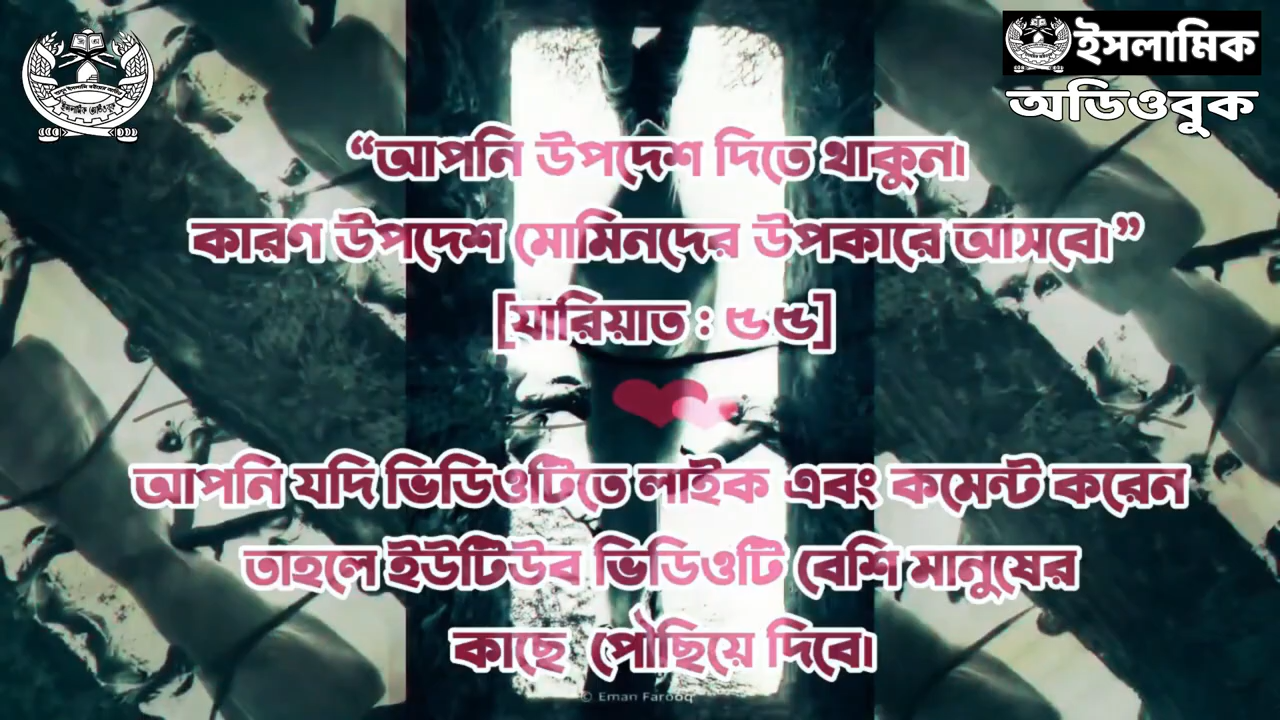 ইসলামিক
অডিওবুক
“আপনি উপদেশ দিতে থাকুন।
কারণ উপদেশ মোমিনদের উপকারে আসবে।”
[যারিয়াত : ৫৫]
আপনি যদি ভিডিওটিতে লাইক এবং কমেন্ট করেন
তাহলে ইউটিউব ভিডিওটি বেশি মানুষের
কাছে পৌছিয়ে দিবে।
© Eman Farooq